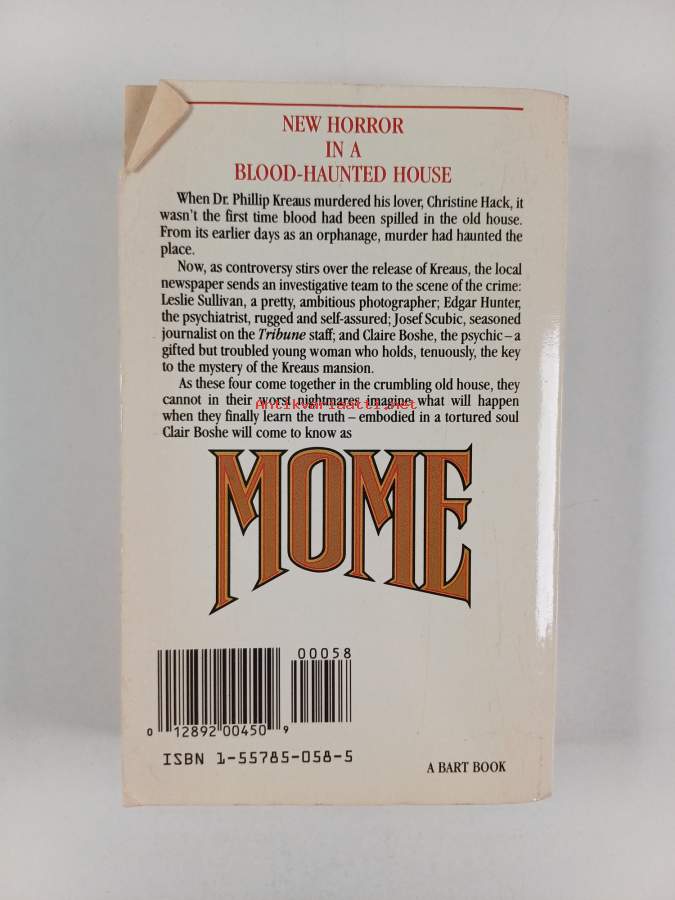 NEW HORROR
IN A
BLOOD-HAUNTED HOUSE
When Dr. Phillip Kreaus murdered his lover, Christine Hack, it
wasn't the first time blood had been spilled in the old house.
From its earlier days as an orphanage, murder had haunted the
place.
Now, as controversy stirs over the release of Kreaus, the local
newspaper sends an investigative team to the scene of the crime:
Leslie Sullivan, a pretty, ambitious photographer; Edgar Hunter,
the psychiatrist, rugged and self-assured; Josef Scubic, seasoned
journalist on the Tribune staff; and Claire Boshe, the psychic – a
gifted but troubled young woman who holds, tenuously, the key
to the mystery of the Kreaus mansion.
As these four come together in the crumbling old house, they
cannot in their worst nightmares imagine what will happen
Antikvariaatti.net
when they finally learn the truth – embodied in a tortured soul
Clair Boshe will come to know as
MOME
00058
0 12892 00450 9
ISBN 1-55785-058-5
A BART BOOK